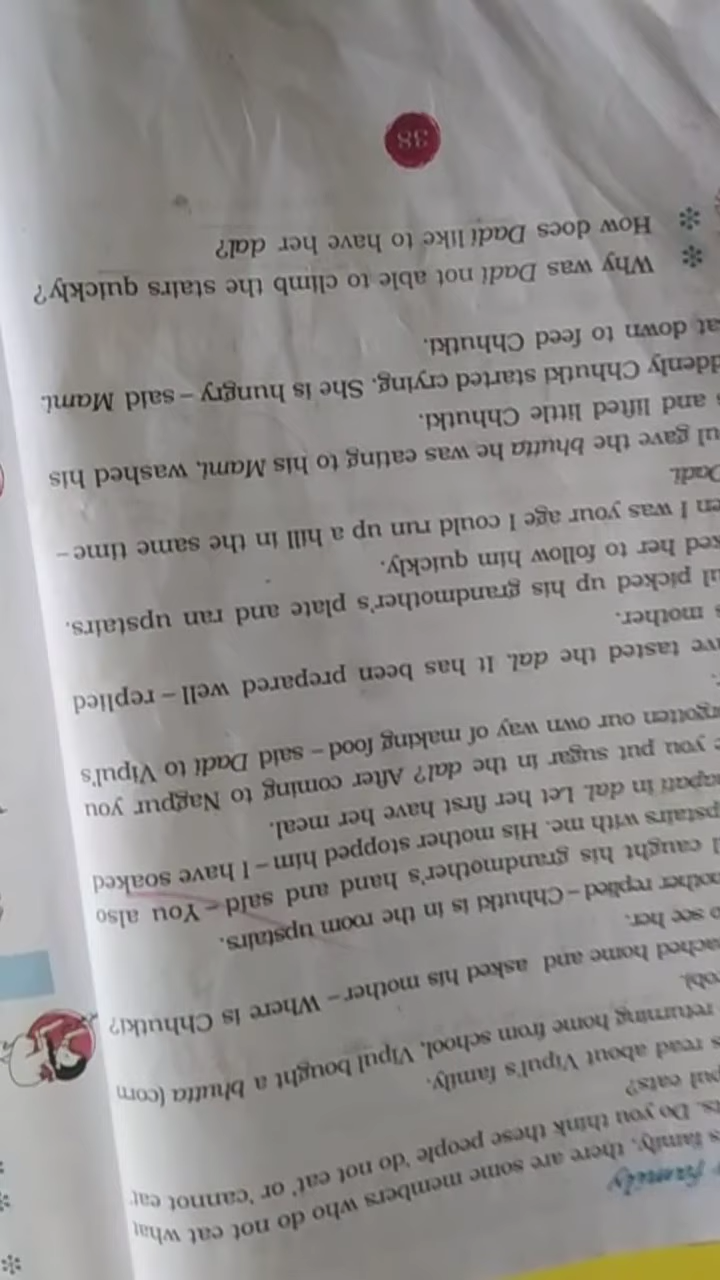 family
s family, there are some members who do not eat what
ts. Do you think these people 'do not eat' or 'cannot eat'
pul eats?
s read about Vipul's family.
returning home from school, Vipul bought a bhutta (corn
ached home and asked his mother – Where is Chhutki?
o see her.
other replied – Chhutki is in the room upstairs.
l caught his grandmother's hand and said – You also
pstairs with me. His mother stopped him – I have soaked
apati in dal. Let her first have her meal.
e you put sugar in the dal? After coming to Nagpur you
rgotten our own way of making food – said Dadi to Vipul's
ave tasted the dal. It has been prepared well – replied
s mother.
ul picked up his grandmother's plate and ran upstairs.
ked her to follow him quickly.
en I was your age I could run up a hill in the same time –
Dadi.
ul gave the bhutta he was eating to his Mami, washed his
s and lifted little Chhutki.
ddenly Chhutki started crying. She is hungry – said Mami.
at down to feed Chhutki.
* Why was Dadi not able to climb the stairs quickly?
* How does Dadi like to have her dal?
38